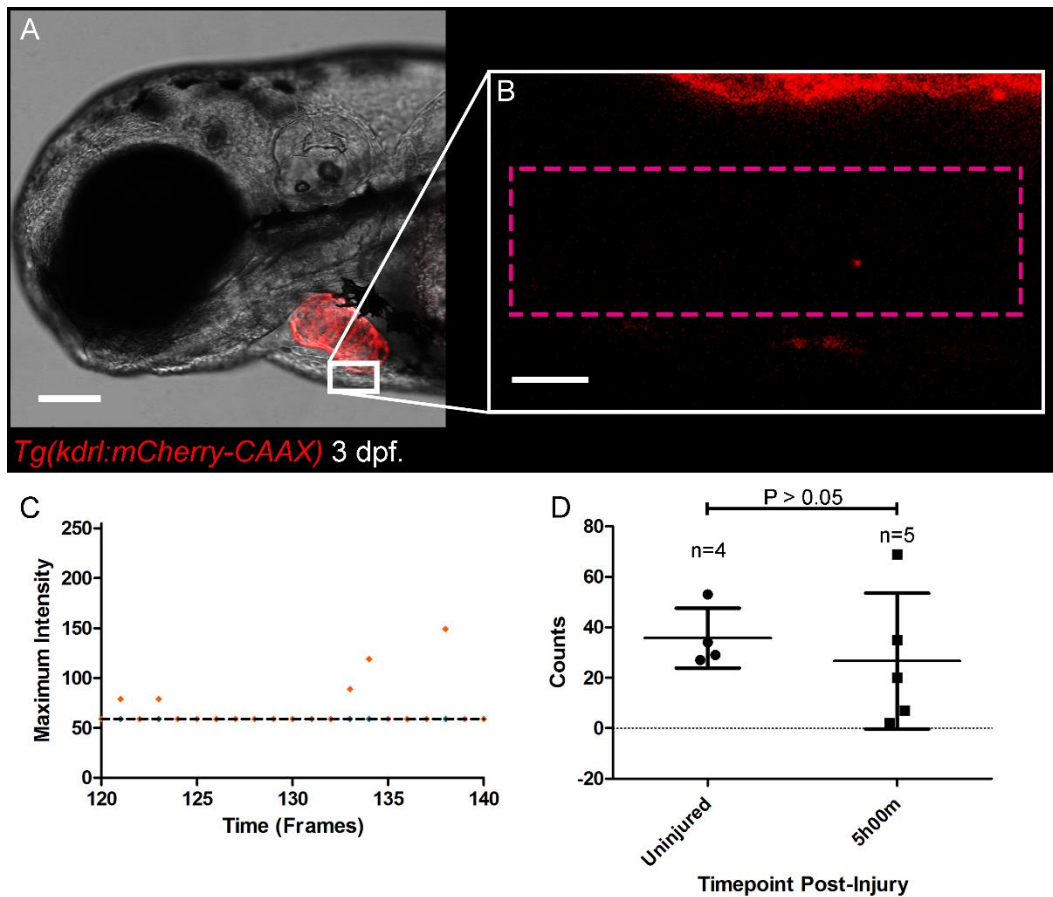 A
B
Tg(kdrl:mCherry-CAAX) 3 dpf.
C
250
200
150
100
50
0
Maximum Intensity
120 125 130 135 140
Time (Frames)
D
P > 0.05
n=4
n=5
80
60
40
20
0
-20
Counts
Uninjured
5h00m
Timepoint Post-Injury